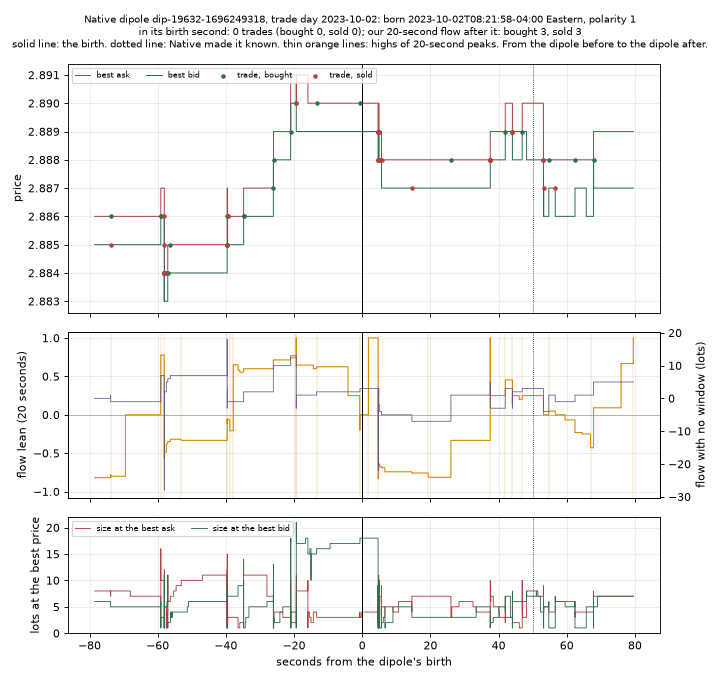 Native dipole dip-19632-1696249318, trade day 2023-10-02: born 2023-10-02T08:21:58-04:00 Eastern, polarity 1
in its birth second: 0 trades (bought 0, sold 0); our 20-second flow after it: bought 3, sold 3
solid line: the birth. dotted line: Native made it known. thin orange lines: highs of 20-second peaks. From the dipole before to the dipole after.
best ask
best bid
trade, bought
trade, sold
2.891
2.890
2.889
2.888
2.887
2.886
2.885
2.884
2.883
price
1.0
0.5
0.0
−0.5
−1.0
flow lean (20 seconds)
20
10
0
−10
−20
−30
flow with no window (lots)
size at the best ask
size at the best bid
20
15
10
5
0
lots at the best price
−80
−60
−40
−20
0
20
40
60
80
seconds from the dipole's birth